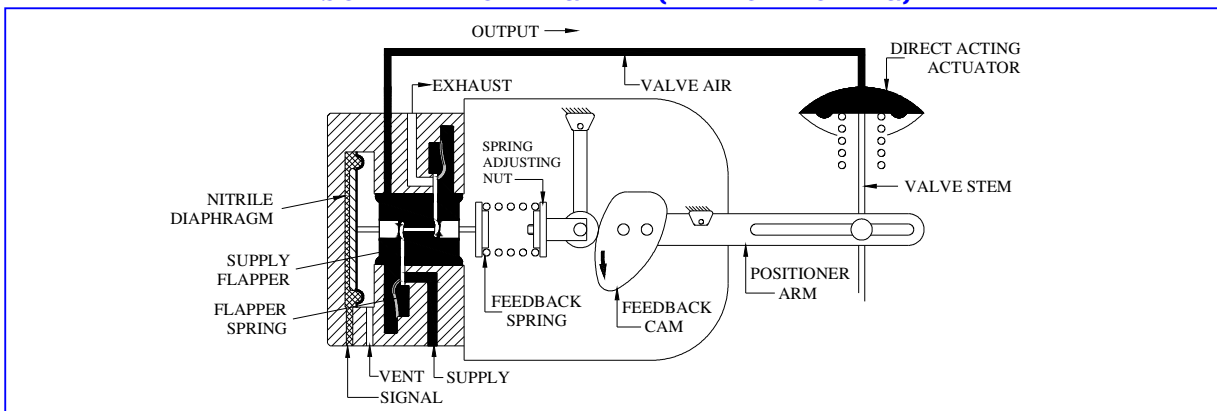 OUTPUT
DIRECT ACTING
ACTUATOR
EXHAUST
VALVE AIR
SPRING
ADJUSTING
NUT
NITRILE
DIAPHRAGM
VALVE STEM
SUPPLY
FLAPPER
POSITIONER
ARM
FLAPPER
SPRING
FEEDBACK
SPRING
FEEDBACK
CAM
VENT
SUPPLY
SIGNAL